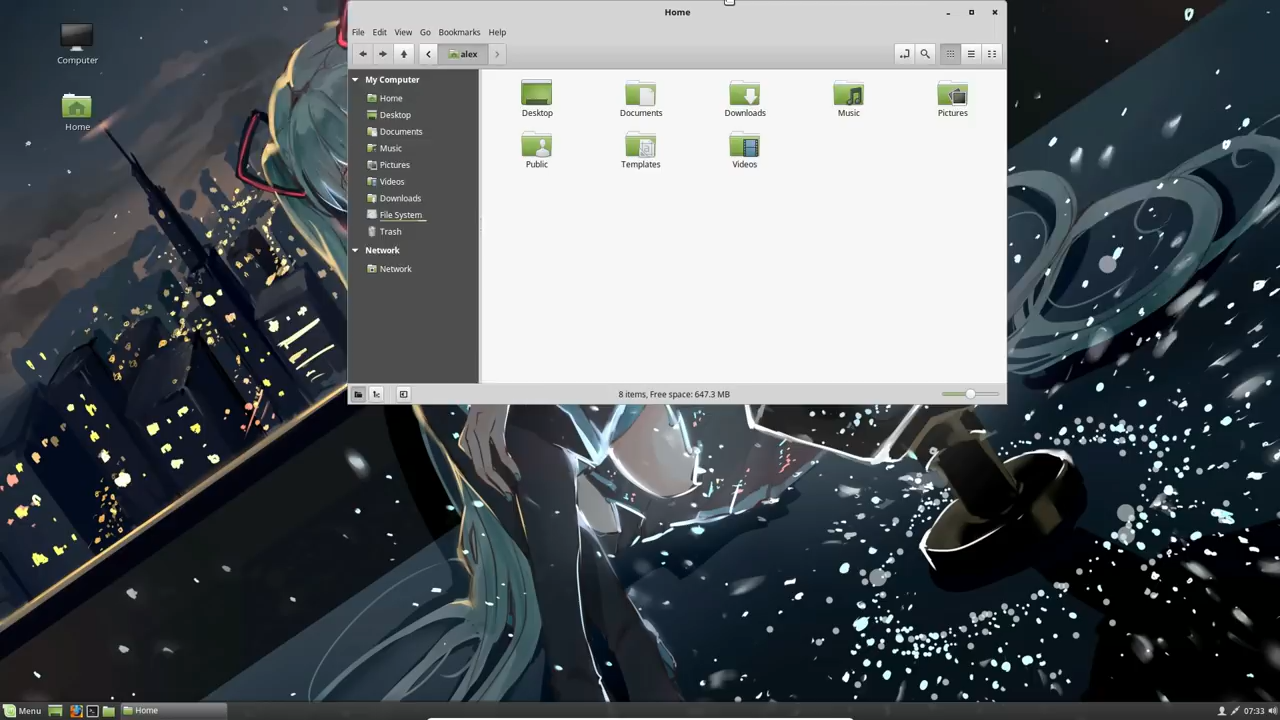 Home
Computer
Home
File Edit View Go Bookmarks Help
alex
My Computer
Home
Desktop
Documents
Music
Pictures
Videos
Downloads
File System
Trash
Network
Network
Desktop Documents Downloads Music Pictures
Public Templates Videos
8 items, Free space: 647.3 MB
Menu Home 07:33